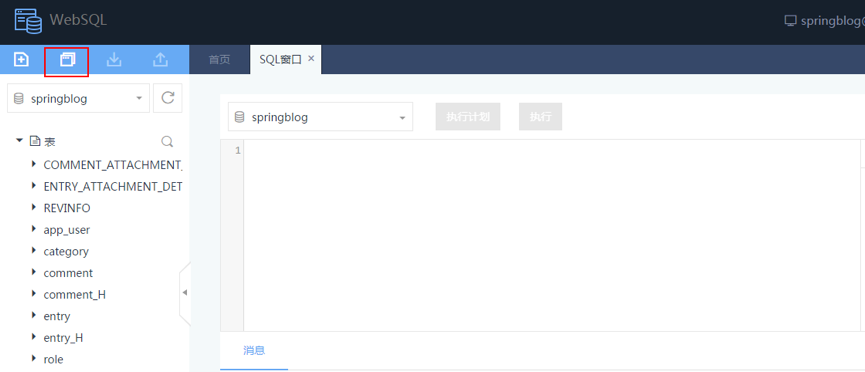 WebSQL
springblog@
首页
SQL窗口
springblog
springblog
执行计划
执行
表
1
COMMENT_ATTACHMENT_
ENTRY_ATTACHMENT_DET
REVINFO
app_user
category
comment
comment_H
entry
entry_H
role
消息